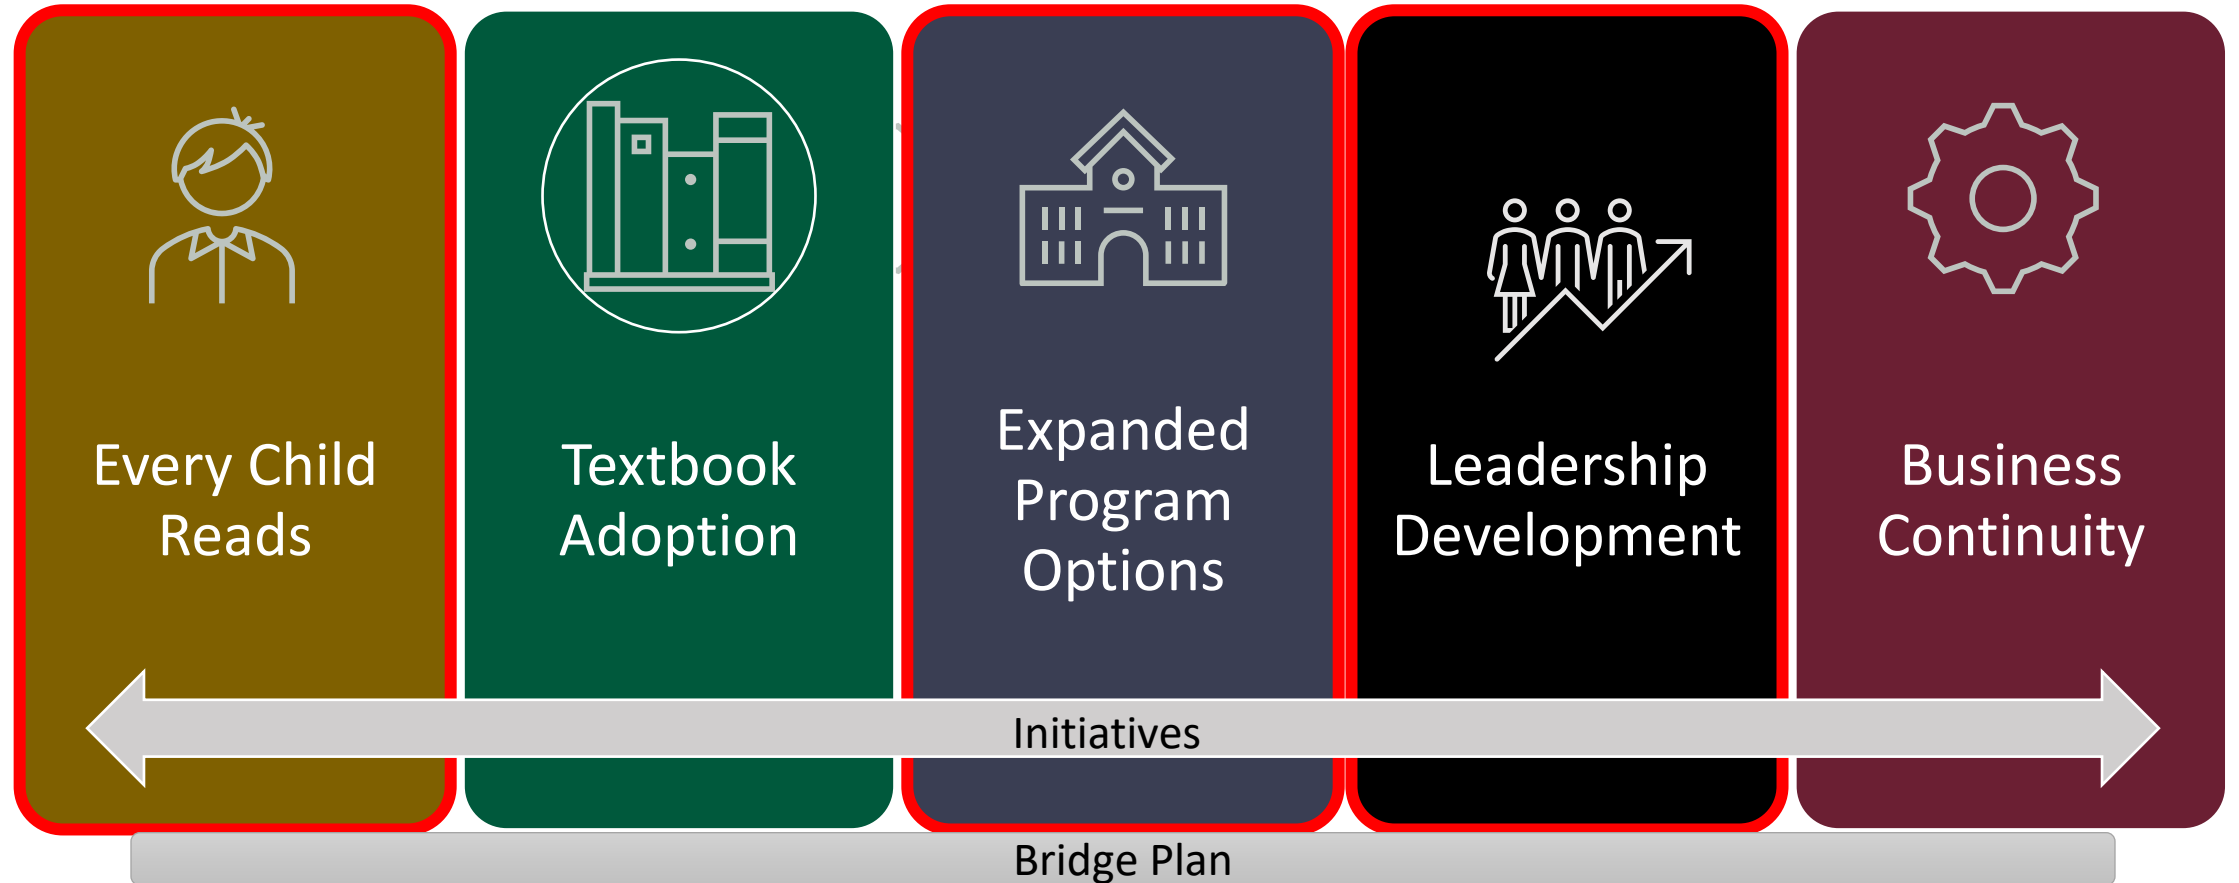 Every Child
Reads
Textbook
Adoption
Expanded
Program
Options
Leadership
Development
Business
Continuity
Initiatives
Bridge Plan